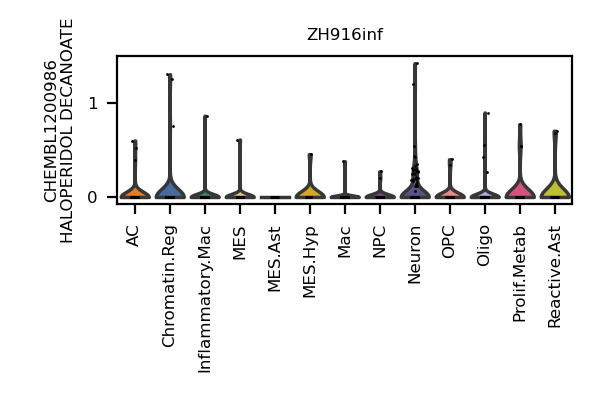 ZH916inf
CHEMBL1200986
HALOPERIDOL DECANOATE
1
0
AC
Chromatin.Reg
Inflammatory.Mac
MES
MES.Ast
MES.Hyp
Mac
NPC
Neuron
OPC
Oligo
Prolif.Metab
Reactive.Ast